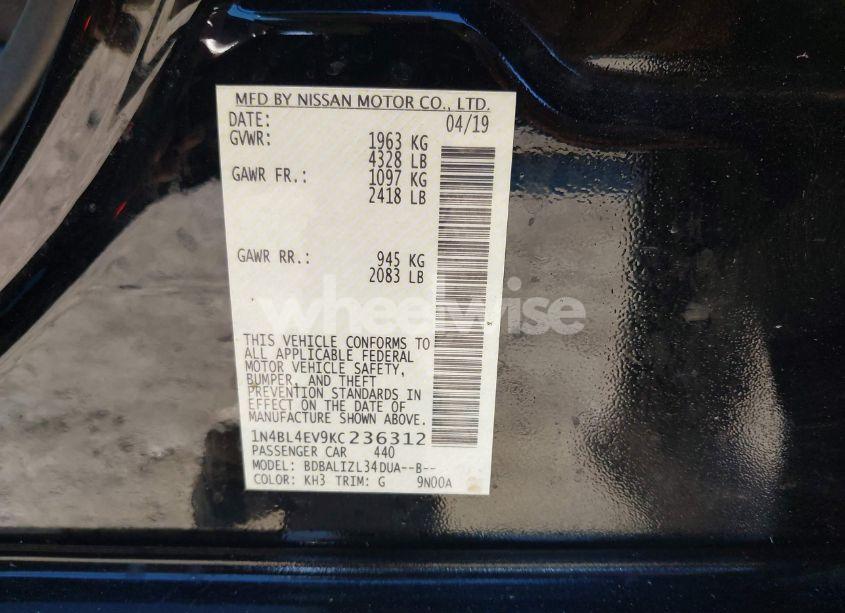 MFD BY NISSAN MOTOR CO., LTD.
DATE: 04/19
GVWR: 1963 KG
4328 LB
GAWR FR.: 1097 KG
2418 LB
GAWR RR.: 945 KG
2083 LB
wheelwise
THIS VEHICLE CONFORMS TO
ALL APPLICABLE FEDERAL
MOTOR VEHICLE SAFETY,
BUMPER, AND THEFT
PREVENTION STANDARDS IN
EFFECT ON THE DATE OF
MANUFACTURE SHOWN ABOVE.
1N4BL4EV9KC236312
PASSENGER CAR 440
MODEL: BDBALIZL34DUA--B--
COLOR: KH3 TRIM: G 9N00A